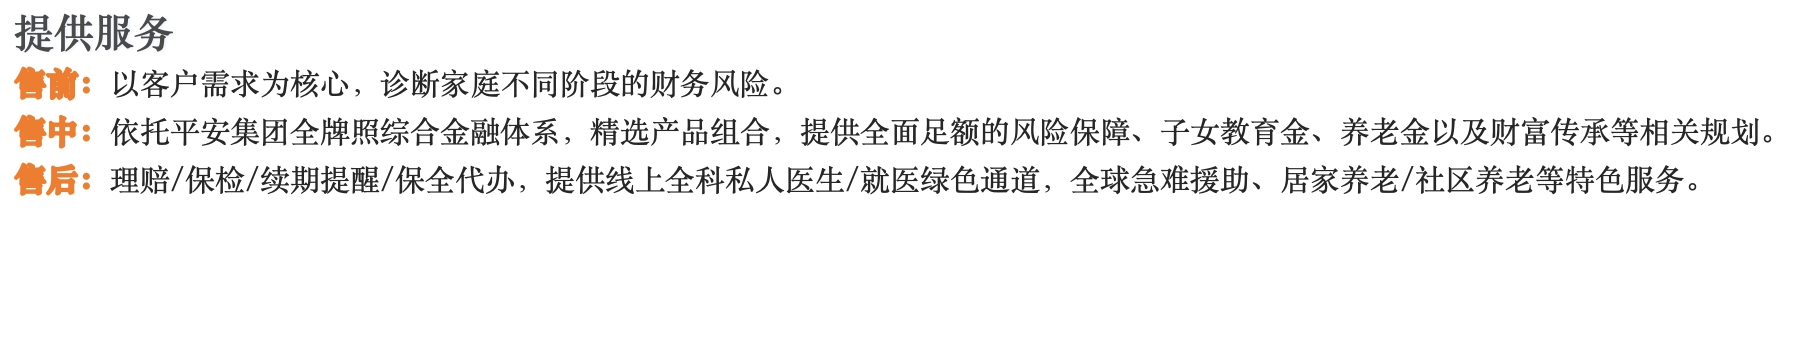 提供服务
售前：以客户需求为核心，诊断家庭不同阶段的财务风险。
售中：依托平安集团全牌照综合金融体系，精选产品组合，提供全面足额的风险保障、子女教育金、养老金以及财富传承等相关规划。
售后：理赔/保检/续期提醒/保全代办，提供线上全科私人医生/就医绿色通道，全球急难援助、居家养老/社区养老等特色服务。